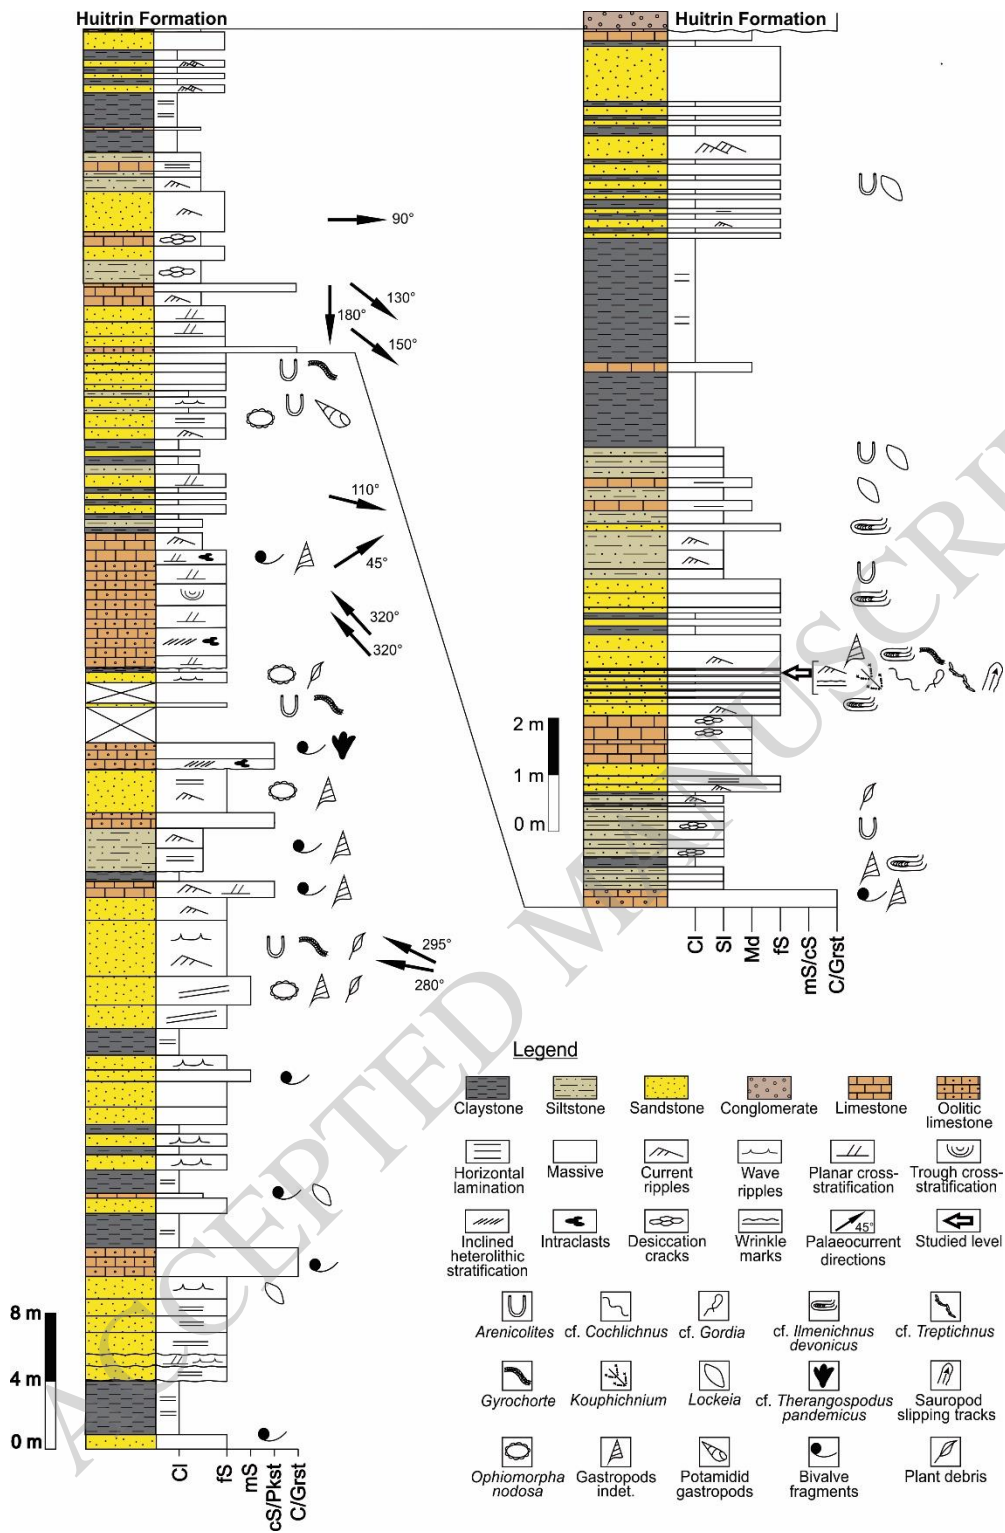 Huitrin Formation
Huitrin Formation
90°
130°
180°
150°
110°
45°
320°
320°
295°
280°
8 m
4 m
0 m
Cl
fS
mS
cS/Pkst
C/Grst
2 m
1 m
0 m
Cl
Sl
Md
fS
mS/cS
C/Grst
Legend
Claystone
Siltstone
Sandstone
Conglomerate
Limestone
Oolitic
limestone
Horizontal
lamination
Massive
Current
ripples
Wave
ripples
Planar cross-
stratification
Trough cross-
stratification
Inclined
heterolithic
stratification
Intraclasts
Desiccation
cracks
Wrinkle
marks
45°
Palaeocurrent
directions
Studied level
Arenicolites
cf. Cochlichnus
cf. Gordia
cf. Ilmenichnus
devonicus
cf. Treptichnus
Gyrochorte
Kouphichnium
Lockeia
cf. Therangospodus
pandemicus
Sauropod
slipping tracks
Ophiomorpha
nodosa
Gastropods
indet.
Potamidid
gastropods
Bivalve
fragments
Plant debris
ACCEPTED MANUSCRI